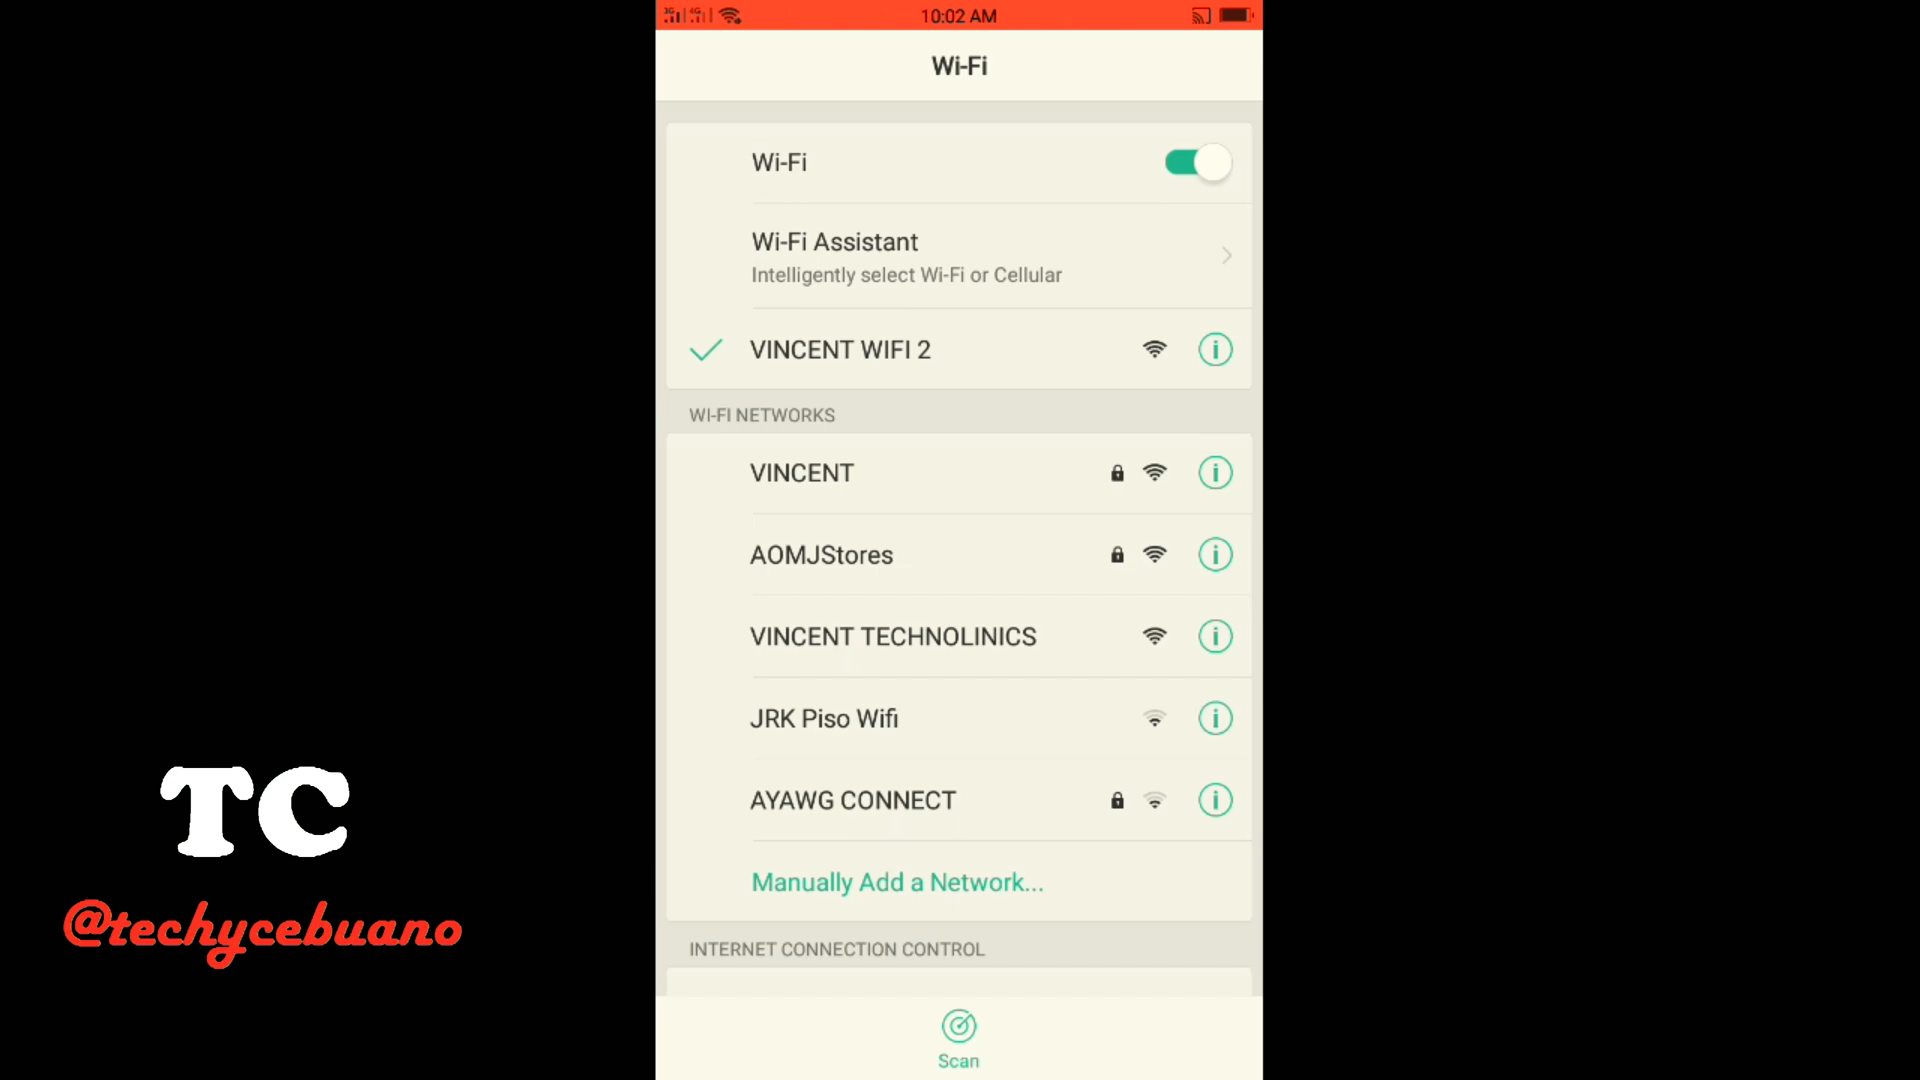 3G 4G 10:02 AM
Wi-Fi
Wi-Fi
Wi-Fi Assistant
Intelligently select Wi-Fi or Cellular
VINCENT WIFI 2
WI-FI NETWORKS
VINCENT
AOMJStores
VINCENT TECHNOLINICS
JRK Piso Wifi
AYAWG CONNECT
Manually Add a Network...
INTERNET CONNECTION CONTROL
Scan
TC
@techycebuano